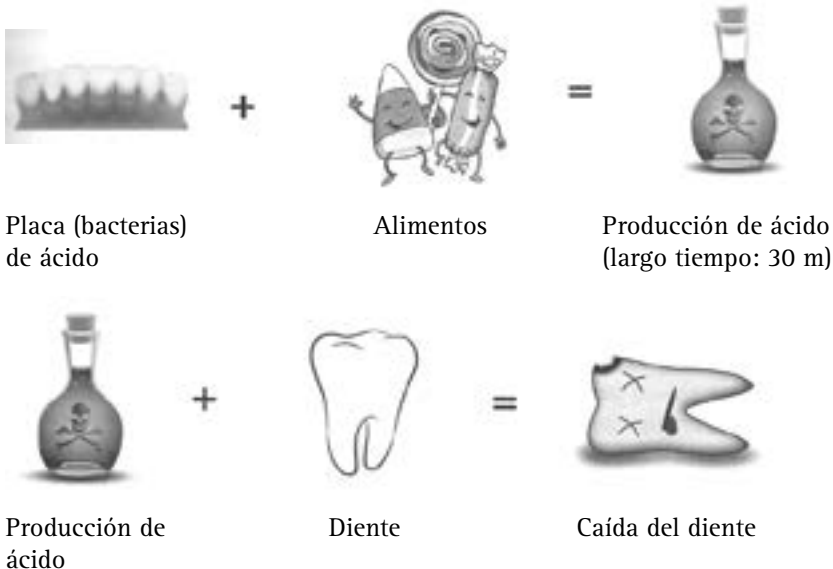 +
=
Placa (bacterias)
de ácido
Alimentos
Producción de ácido
(largo tiempo: 30 m)
+
=
Producción de
ácido
Diente
Caída del diente